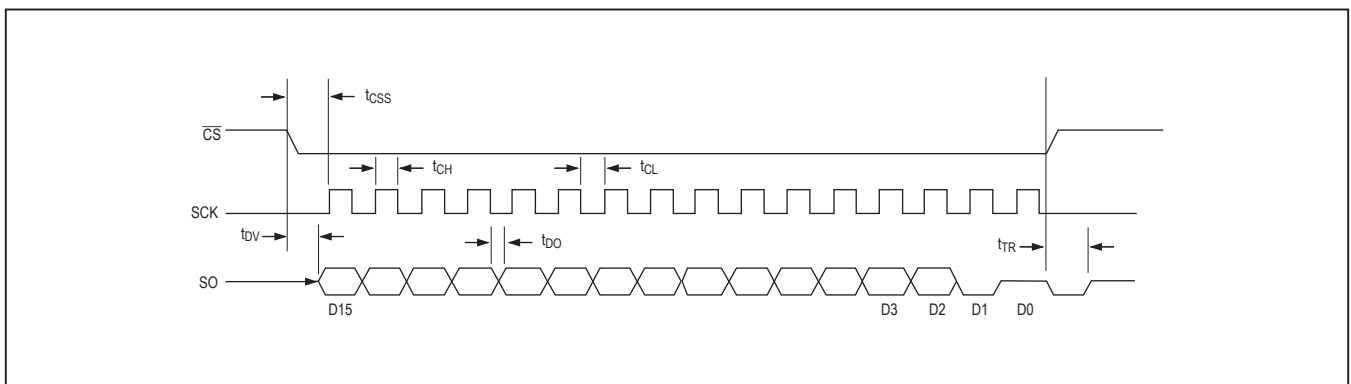 tCSS
CS
tCH
tCL
SCK
tDV
tDO
tTR
SO
D15
D3
D2
D1
D0